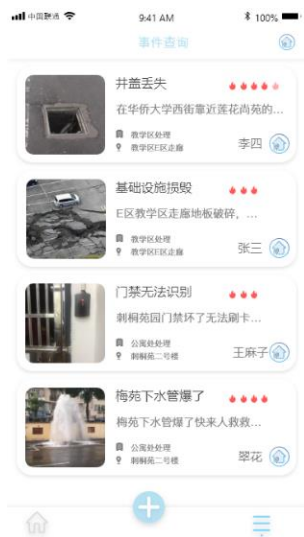 中国联通
9:41 AM
100%
事件查询
井盖丢失
在华侨大学西街靠近莲花尚苑的...
教学区处理
教学区E区走廊
李四
基础设施损毁
E区教学区走廊地板破碎，...
教学区处理
教学区E区走廊
张三
门禁无法识别
刺桐苑园门禁坏了无法刷卡...
公寓处处理
刺桐苑二号楼
王麻子
梅苑下水管爆了
梅苑下水管爆了快来人救救...
公寓处处理
刺桐苑二号楼
翠花